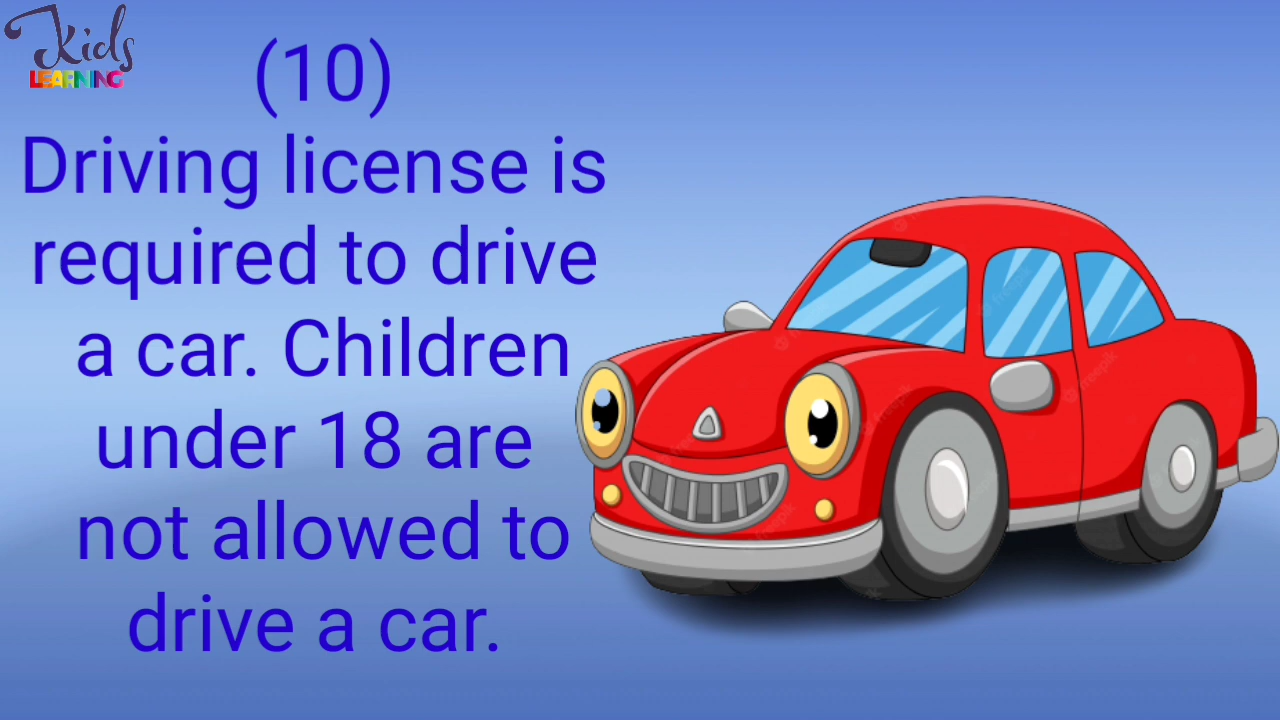 Kids
LEARNING
(10)
Driving license is
required to drive
a car. Children
under 18 are
not allowed to
drive a car.